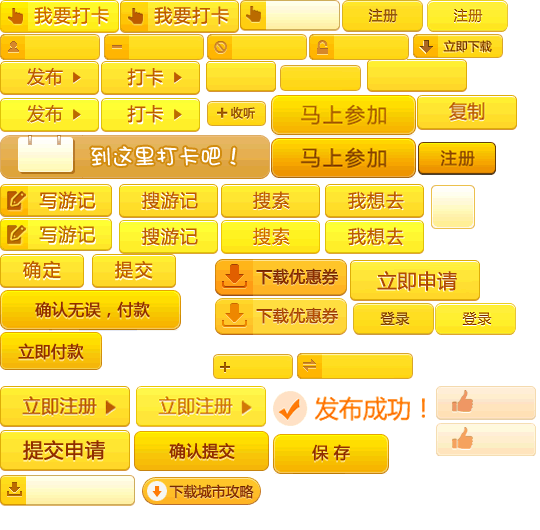 我要打卡 我要打卡 注册 注册
立即下载
发布 打卡
发布 打卡 +收听 马上参加 复制
到这里打卡吧！ 马上参加 注册
写游记 搜游记 搜索 我想去
写游记 搜游记 搜索 我想去
确定 提交 下载优惠券 立即申请
确认无误，付款 下载优惠券 登录 登录
立即付款
+
立即注册 立即注册 发布成功！
提交申请 确认提交 保存
下载城市攻略